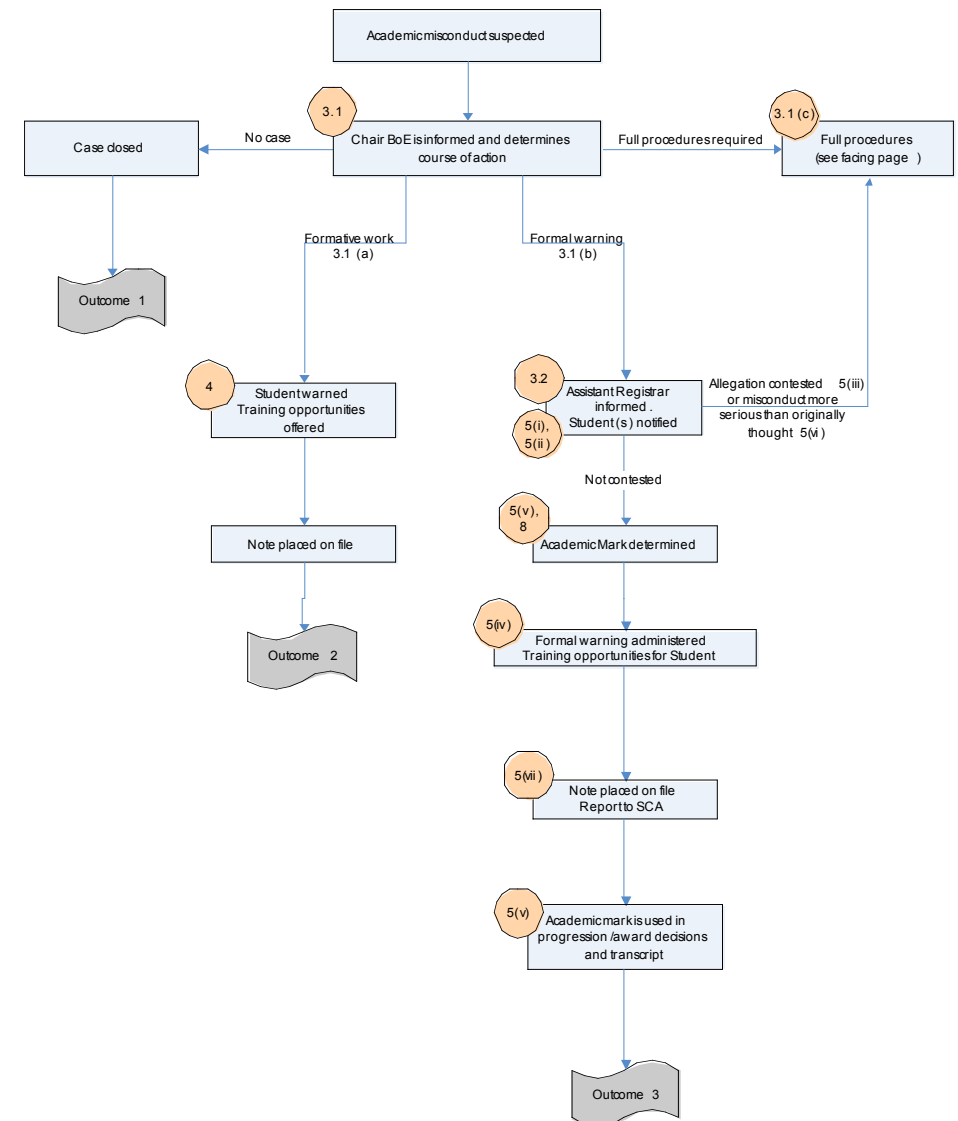 Academic misconduct suspected
3.1
3.1 (c)
Case closed
No case
Chair BoE is informed and determines
course of action
Full procedures required
Full procedures
(see facing page )
Formative work
3.1 (a)
Formal warning
3.1 (b)
Outcome 1
4
Student warned
Training opportunities
offered
3.2
Assistant Registrar
informed .
Student (s) notified
5(i),
5(ii)
Allegation contested 5(iii)
or misconduct more
serious than originally
thought 5(vi)
Not contested
Note placed on file
5(v),
8
Academic Mark determined
Outcome 2
5(iv)
Formal warning administered
Training opportunities for Student
5(vii)
Note placed on file
Report to SCA
5(v)
Academic mark is used in
progression /award decisions
and transcript
Outcome 3